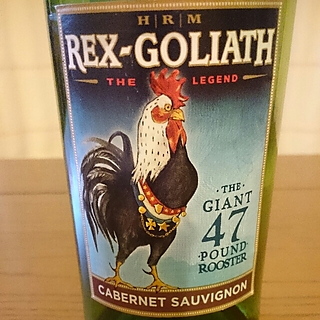 H|R|M
REX-GOLIATH
THE LEGEND
·THE·
GIANT
47
·POUND·
ROOSTER
CABERNET SAUVIGNON